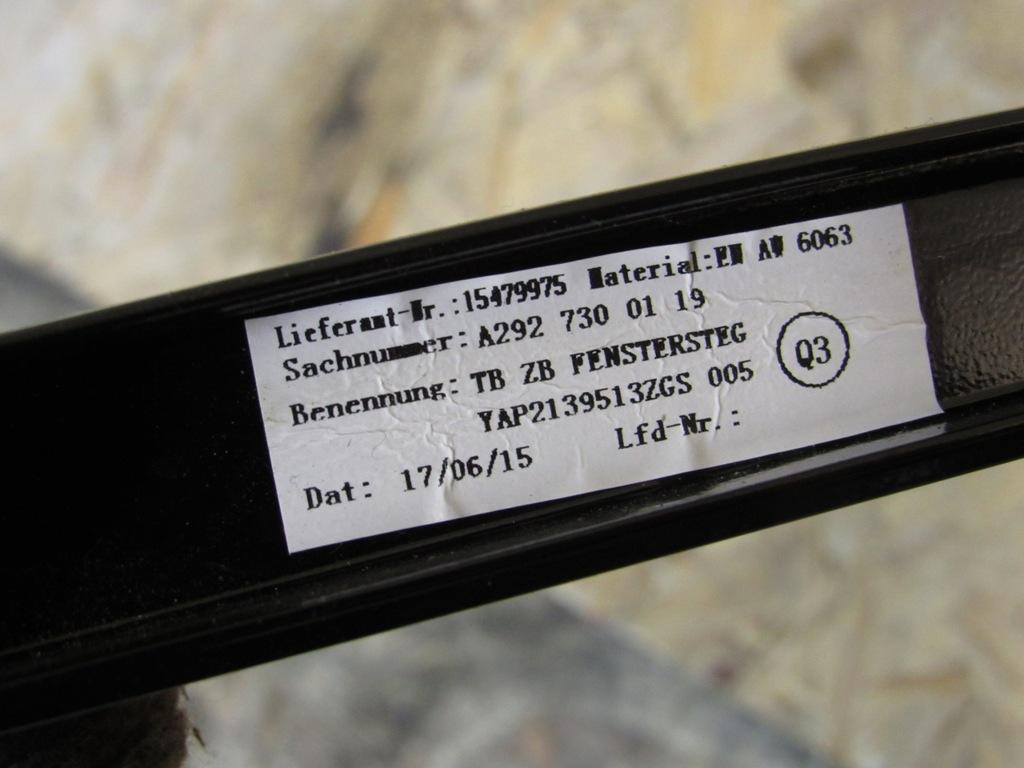 Lieferant-Nr.:15479975 Material:EN AW 6063
Sachnummer: A292 730 01 19
Benennung: TB ZB FENSTERSTEG
YAP2139513ZGS 005
Q3
Dat: 17/06/15 Lfd-Nr.: